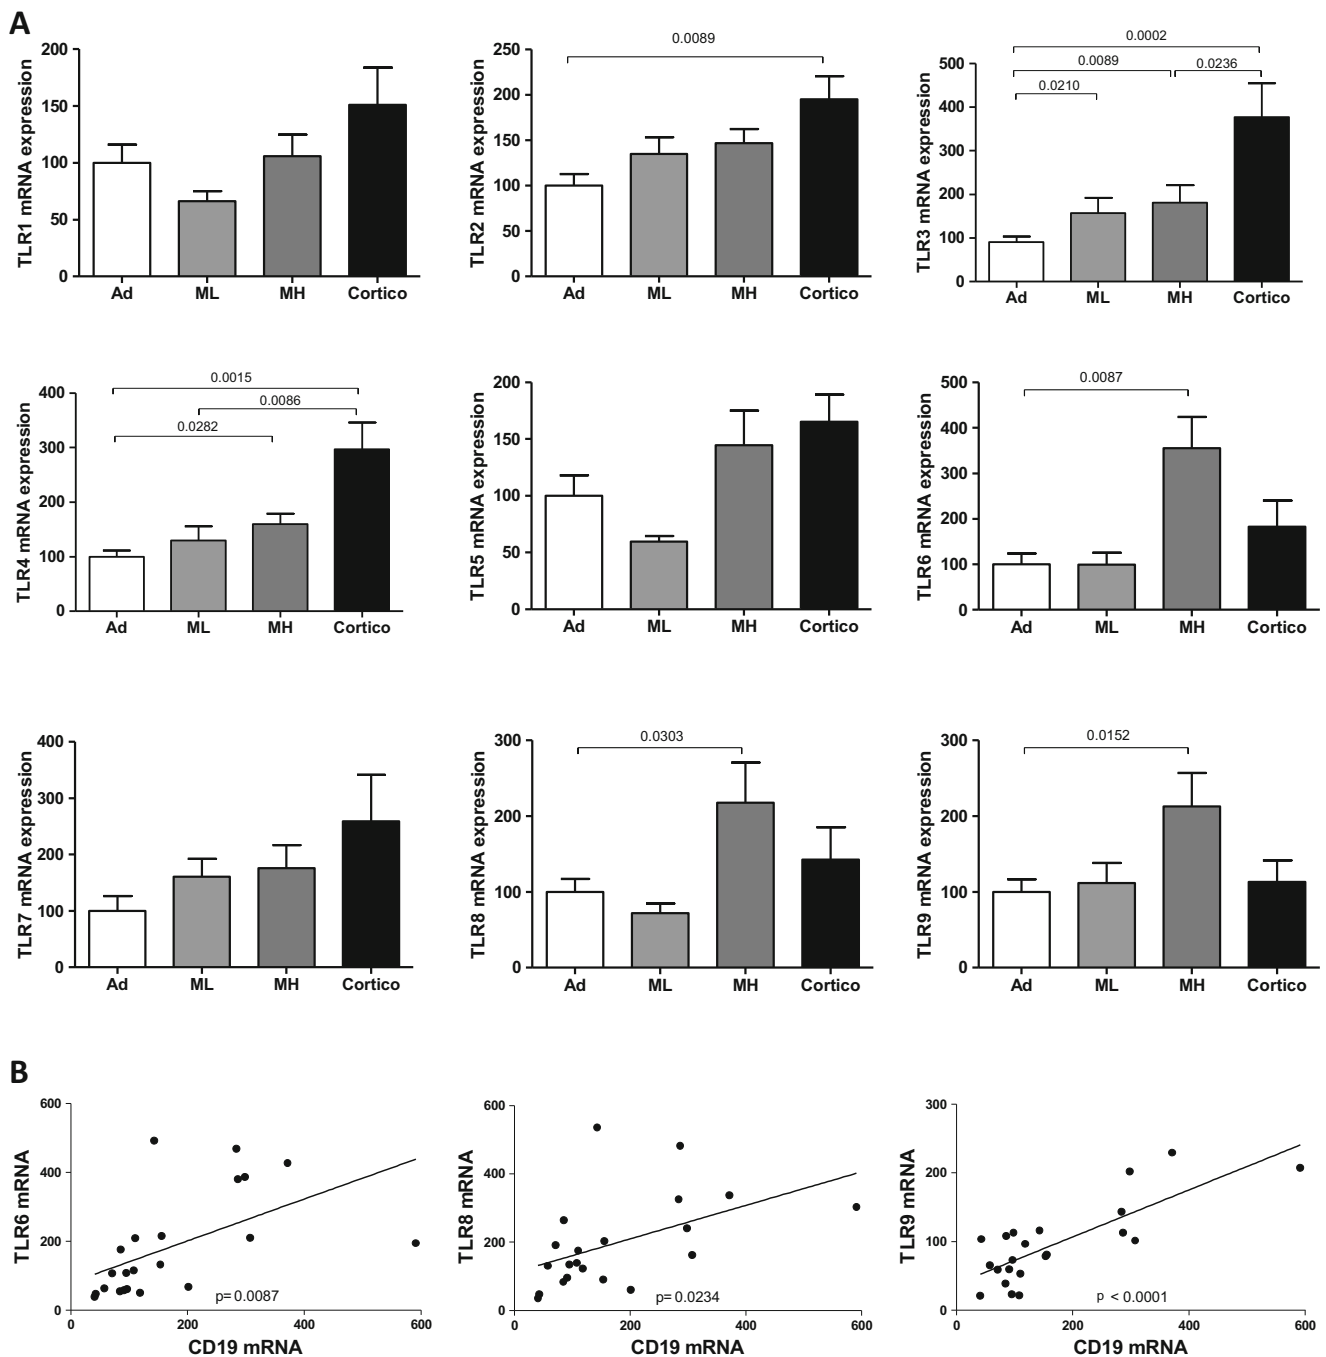 A
TLR1 mRNA expression
200
150
100
50
0
Ad ML MH Cortico
TLR2 mRNA expression
250
200
150
100
50
0
0.0089
Ad ML MH Cortico
TLR3 mRNA expression
500
400
300
200
100
0
0.0002
0.0089 0.0236
0.0210
Ad ML MH Cortico
TLR4 mRNA expression
400
300
200
100
0
0.0015
0.0086
0.0282
Ad ML MH Cortico
TLR5 mRNA expression
200
150
100
50
0
Ad ML MH Cortico
TLR6 mRNA expression
500
400
300
200
100
0
0.0087
Ad ML MH Cortico
TLR7 mRNA expression
400
300
200
100
0
Ad ML MH Cortico
TLR8 mRNA expression
300
200
100
0
0.0303
Ad ML MH Cortico
TLR9 mRNA expression
300
200
100
0
0.0152
Ad ML MH Cortico
B
TLR6 mRNA
600
400
200
0
p= 0.0087
0 200 400 600
CD19 mRNA
TLR8 mRNA
600
400
200
0
p= 0.0234
0 200 400 600
CD19 mRNA
TLR9 mRNA
300
200
100
0
p < 0.0001
0 200 400 600
CD19 mRNA